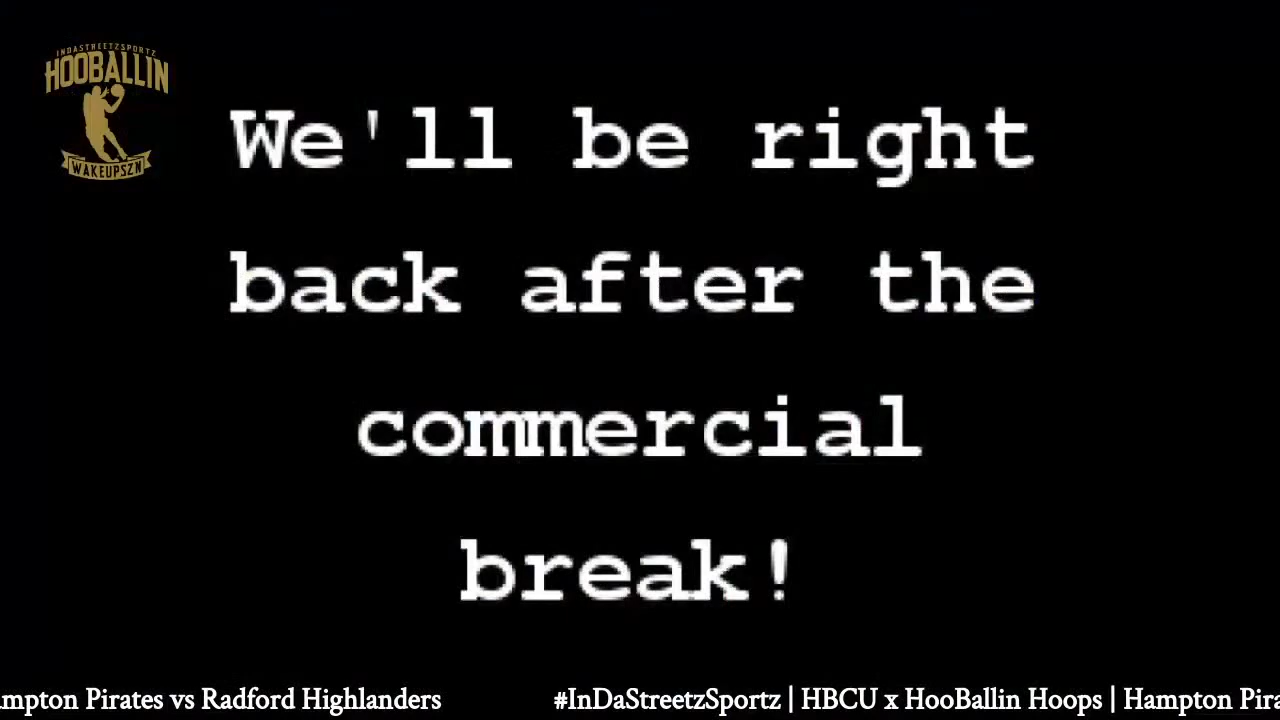 INDASTREETZSPORTZ
HOOBALLIN
WAKEUPSZN
We'll be right
back after the
commercial
break!
mpton Pirates vs Radford Highlanders #InDaStreetzSportz | HBCU x HooBallin Hoops | Hampton Pira